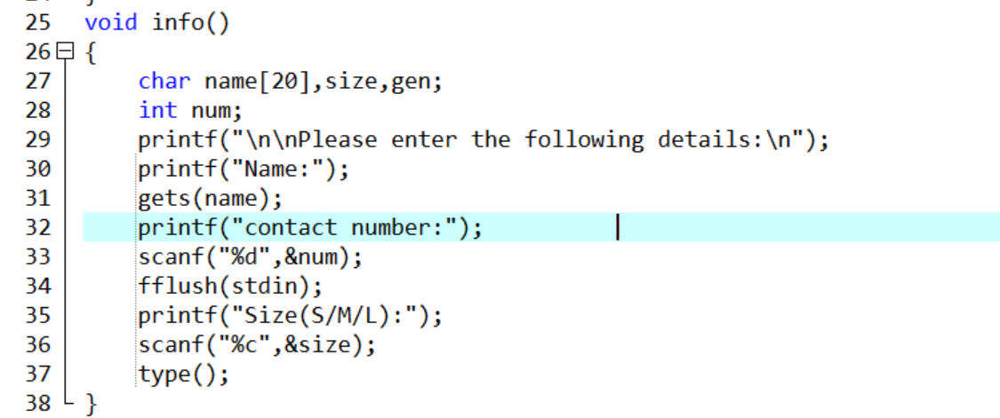 25 void info()
26 {
27 char name[20],size,gen;
28 int num;
29 printf("\n\nPlease enter the following details:\n");
30 printf("Name:");
31 gets(name);
32 printf("contact number:");
33 scanf("%d",&num);
34 fflush(stdin);
35 printf("Size(S/M/L):");
36 scanf("%c",&size);
37 type();
38 }